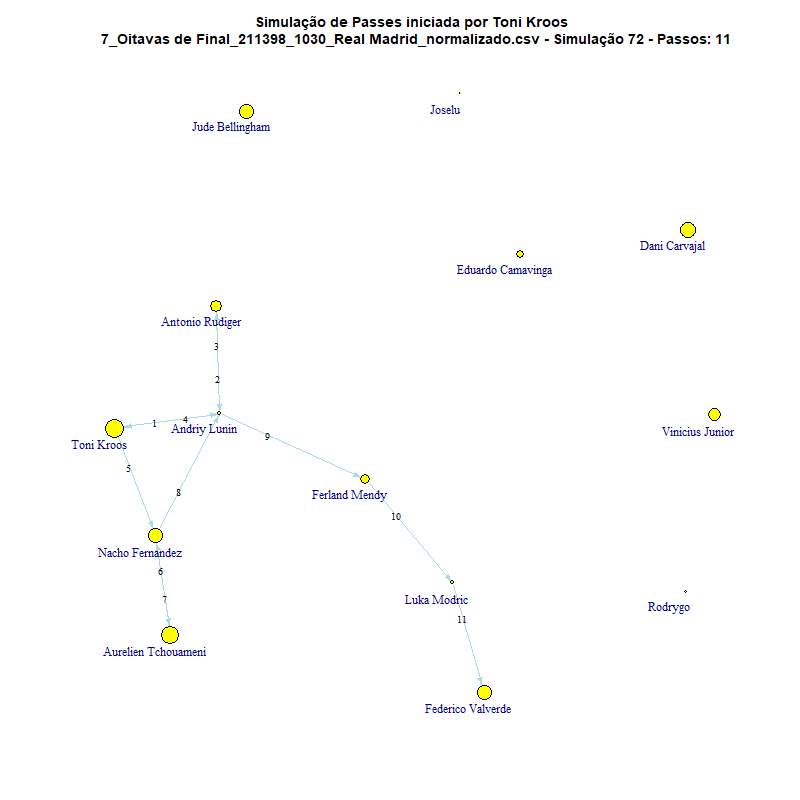 Simulação de Passes iniciada por Toni Kroos
7_Oitavas de Final_211398_1030_Real Madrid_normalizado.csv - Simulação 72 - Passos: 11
Joselu
Jude Bellingham
Dani Carvajal
Eduardo Camavinga
Antonio Rudiger
3
2
1
4
Andriy Lunin
Vinicius Junior
9
Toni Kroos
5
8
Ferland Mendy
10
Nacho Fernandez
6
7
Luka Modric
Rodrygo
11
Aurelien Tchouameni
Federico Valverde